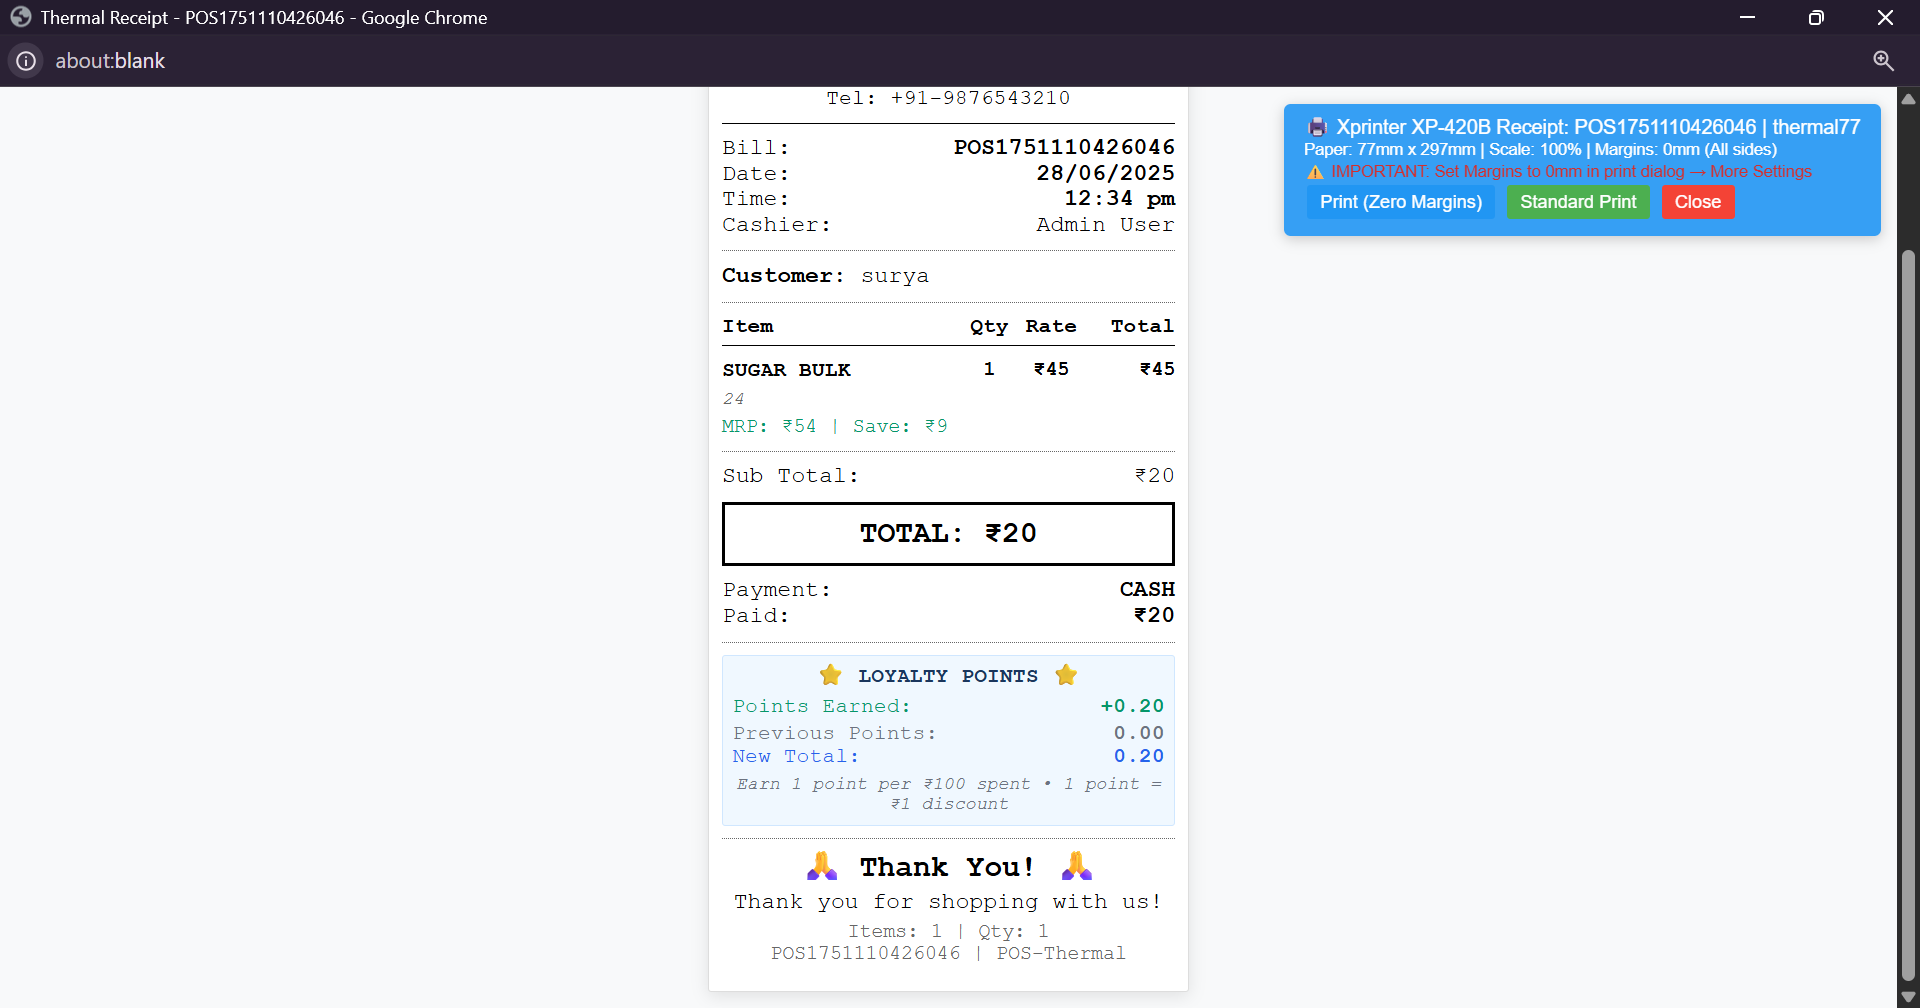 Thermal Receipt - POS1751110426046 - Google Chrome
about:blank
Tel: +91-9876543210
Bill: POS1751110426046
Date: 28/06/2025
Time: 12:34 pm
Cashier: Admin User
Customer: surya
Item Qty Rate Total
SUGAR BULK 1 ₹45 ₹45
24
MRP: ₹54 | Save: ₹9
Sub Total: ₹20
TOTAL: ₹20
Payment: CASH
Paid: ₹20
⭐ LOYALTY POINTS ⭐
Points Earned: +0.20
Previous Points: 0.00
New Total: 0.20
Earn 1 point per ₹100 spent • 1 point =
₹1 discount
🙏 Thank You! 🙏
Thank you for shopping with us!
Items: 1 | Qty: 1
POS1751110426046 | POS-Thermal
🖨️ Xprinter XP-420B Receipt: POS1751110426046 | thermal77
Paper: 77mm x 297mm | Scale: 100% | Margins: 0mm (All sides)
⚠️ IMPORTANT: Set Margins to 0mm in print dialog → More Settings
Print (Zero Margins) Standard Print Close